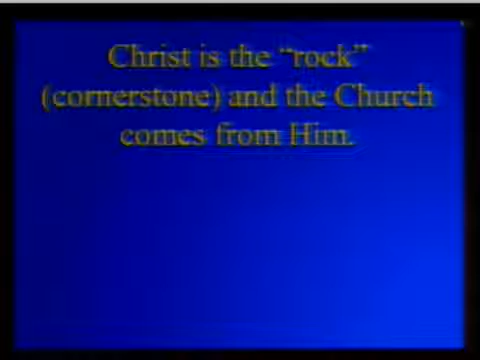 Christ is the “rock”
(cornerstone) and the Church
comes from Him.